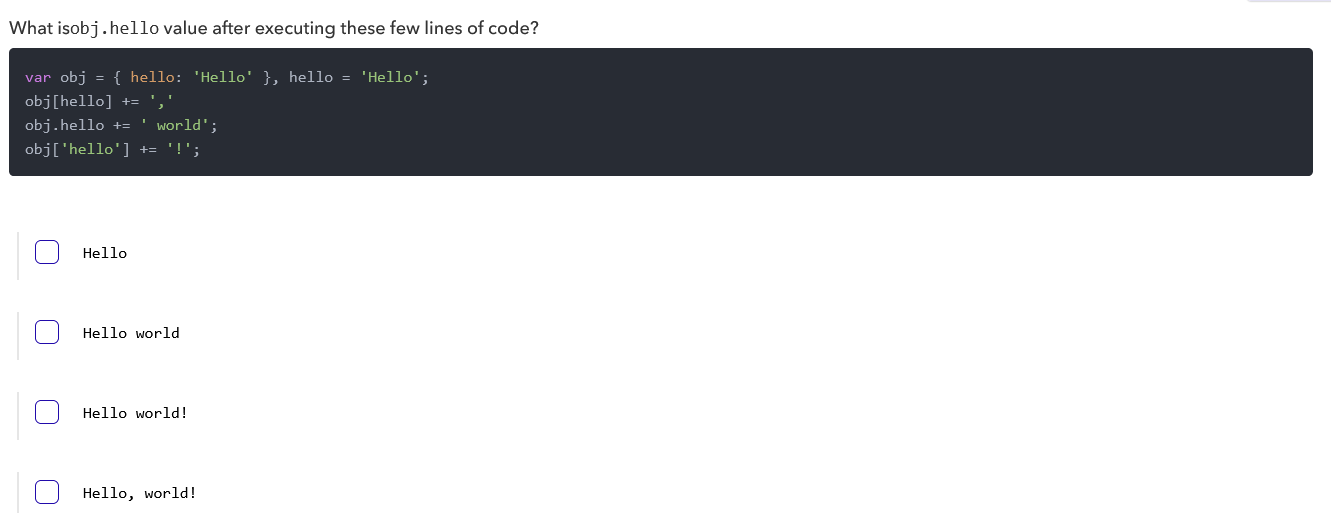 What isobj.hello value after executing these few lines of code?
var obj = { hello: 'Hello' }, hello = 'Hello';
obj[hello] += ','
obj.hello += ' world';
obj['hello'] += '!';
Hello
Hello world
Hello world!
Hello, world!